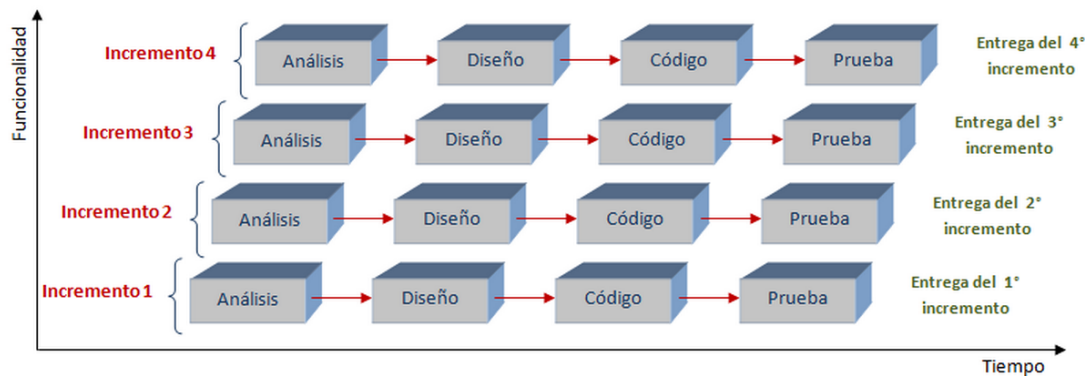 Funcionalidad
Incremento 4
Análisis
Diseño
Código
Prueba
Entrega del 4°
incremento
Incremento 3
Análisis
Diseño
Código
Prueba
Entrega del 3°
incremento
Incremento 2
Análisis
Diseño
Código
Prueba
Entrega del 2°
incremento
Incremento 1
Análisis
Diseño
Código
Prueba
Entrega del 1°
incremento
Tiempo